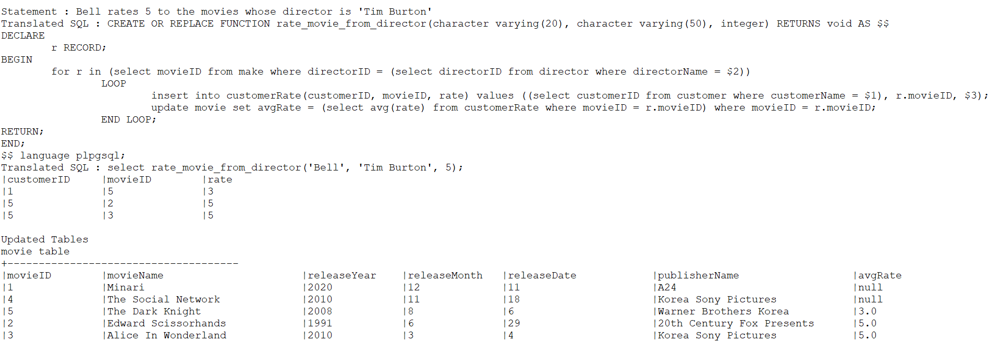 Statement : Bell rates 5 to the movies whose director is 'Tim Burton'
Translated SQL : CREATE OR REPLACE FUNCTION rate_movie_from_director(character varying(20), character varying(50), integer) RETURNS void AS $$
DECLARE
        r RECORD;
BEGIN
        for r in (select movieID from make where directorID = (select directorID from director where directorName = $2))
                LOOP
                        insert into customerRate(customerID, movieID, rate) values ((select customerID from customer where customerName = $1), r.movieID, $3);
                        update movie set avgRate = (select avg(rate) from customerRate where movieID = r.movieID) where movieID = r.movieID;
                END LOOP;
RETURN;
END;
$$ language plpgsql;
Translated SQL : select rate_movie_from_director('Bell', 'Tim Burton', 5);
|customerID     |movieID        |rate
|1              |5              |3
|5              |2              |5
|5              |3              |5

Updated Tables
movie table
+-------------------------------------
|movieID        |movieName                      |releaseYear    |releaseMonth   |releaseDate            |publisherName                  |avgRate
|1              |Minari                         |2020           |12             |11                     |A24                            |null
|4              |The Social Network             |2010           |11             |18                     |Korea Sony Pictures            |null
|5              |The Dark Knight                |2008           |8              |6                      |Warner Brothers Korea          |3.0
|2              |Edward Scissorhands            |1991           |6              |29                     |20th Century Fox Presents      |5.0
|3              |Alice In Wonderland            |2010           |3              |4                      |Korea Sony Pictures            |5.0